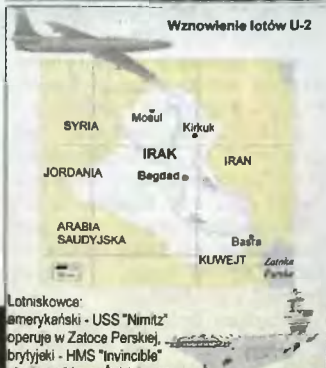 Wznowienie lotów U-2
SYRIA
Mosul
Kirkuk
IRAK
IRAN
JORDANIA
Bagdad
ARABIA
SAUDYJSKA
Basra
KUWEJT
Zatoka
Perska
Lotniskowce:
amerykański - USS "Nimitz"
operuje w Zatoce Perskiej,
brytyjski - HMS "Invincible"